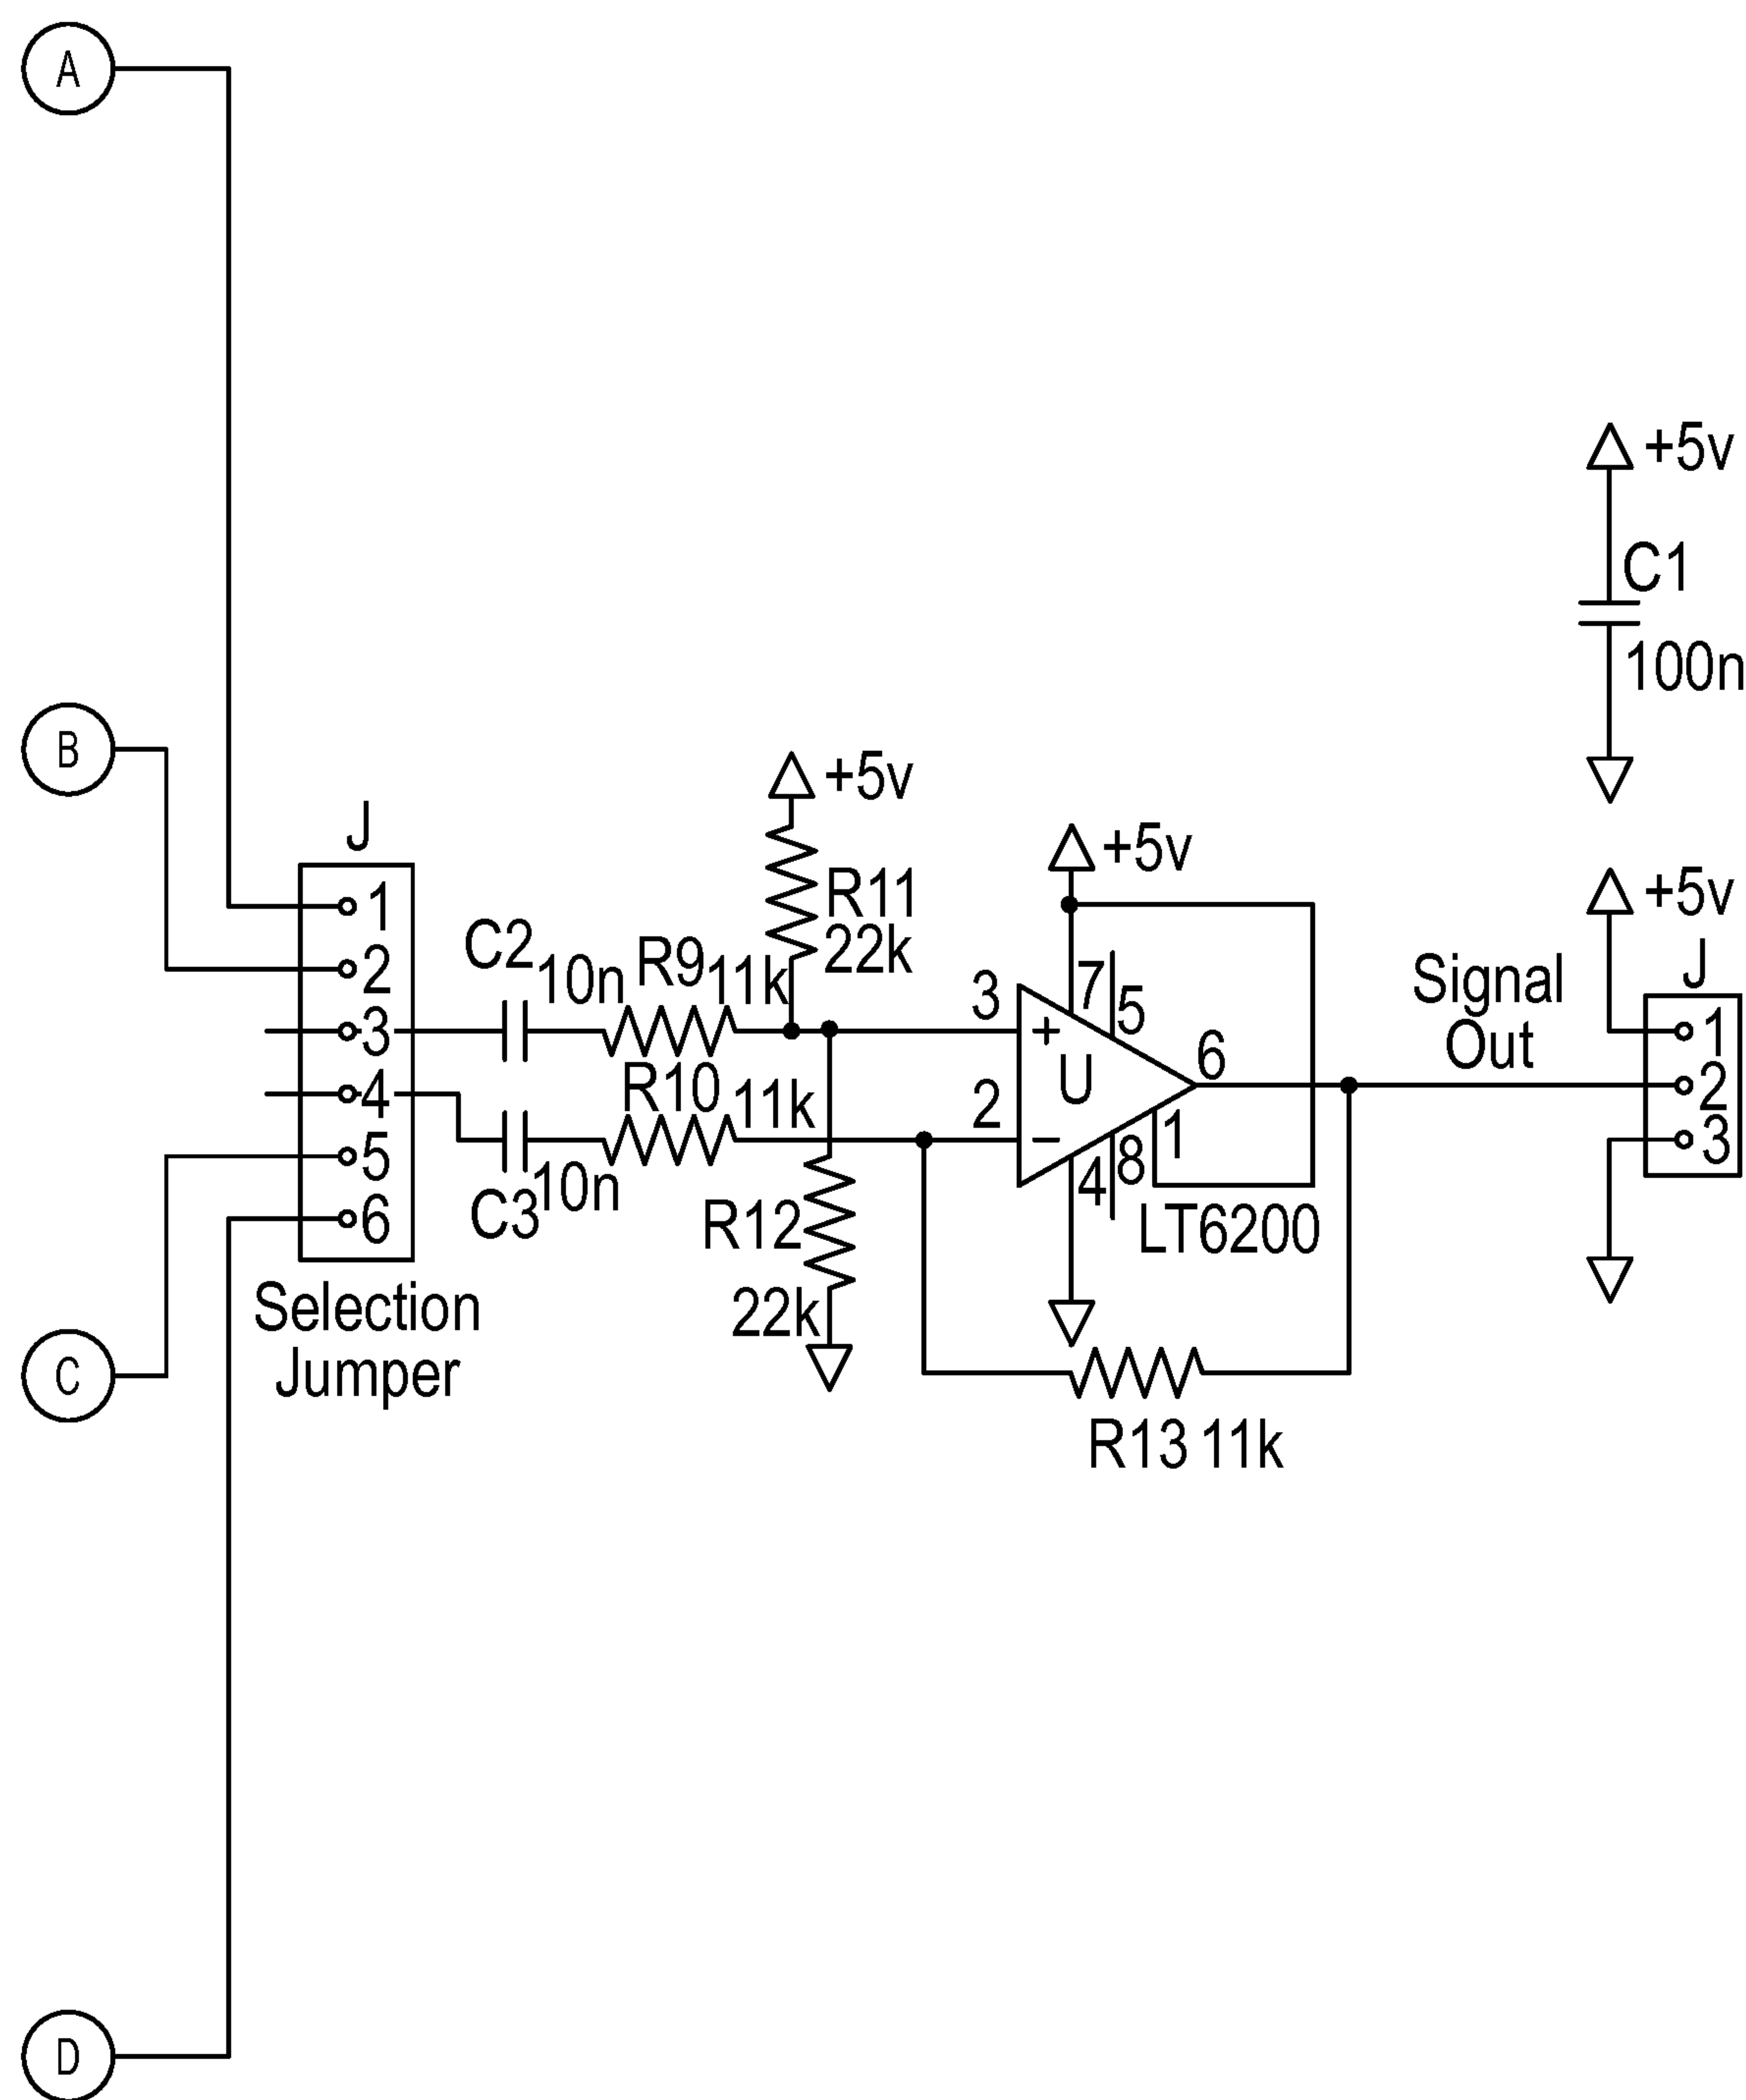 A
+5v
C1
100n
B
+5v
J
+5v
R11
22k
+5v
1
2
3
4
5
6
C2
10n
R9
11k
3
7
5
Signal
Out
J
1
2
3
+
U
6
R10
11k
2
−
1
4
8
C3
10n
R12
22k
LT6200
Selection
Jumper
C
R13 11k
D